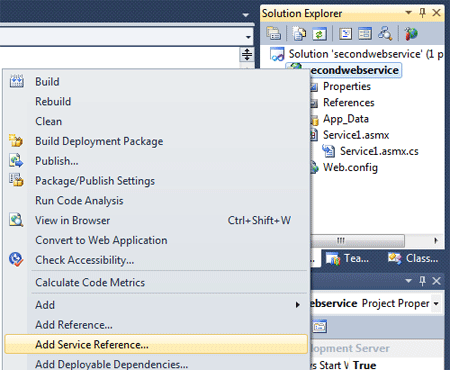 Solution Explorer
Solution 'secondwebservice' (1 p
secondwebservice
Properties
References
App_Data
Service1.asmx
Service1.asmx.cs
Web.config
Build
Rebuild
Clean
Build Deployment Package
Publish...
Package/Publish Settings
Run Code Analysis
View in Browser Ctrl+Shift+W
Convert to Web Application
Check Accessibility...
Calculate Code Metrics
Add
Add Reference...
Add Service Reference...
Add Deployable Dependencies...
... Tea... Class...
ebservice Project Proper
elopment Server
s Start W True